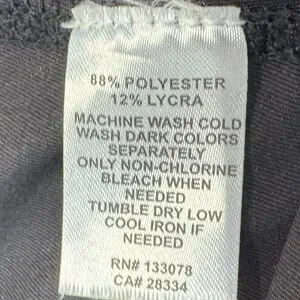 88% POLYESTER
12% LYCRA
MACHINE WASH COLD
WASH DARK COLORS
SEPARATELY
ONLY NON-CHLORINE
BLEACH WHEN
NEEDED
TUMBLE DRY LOW
COOL IRON IF
NEEDED
RN# 133078
CA# 28334